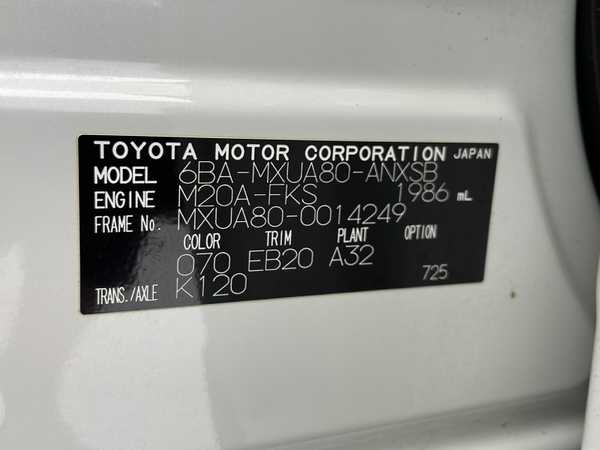 TOYOTA MOTOR CORPORATION JAPAN
MODEL 6BA-MXUA80-ANXSB
ENGINE M20A-FKS 1986 mL
FRAME No. MXUA80-0014249
COLOR TRIM PLANT OPTION
070 EB20 A32
TRANS./AXLE K120 725